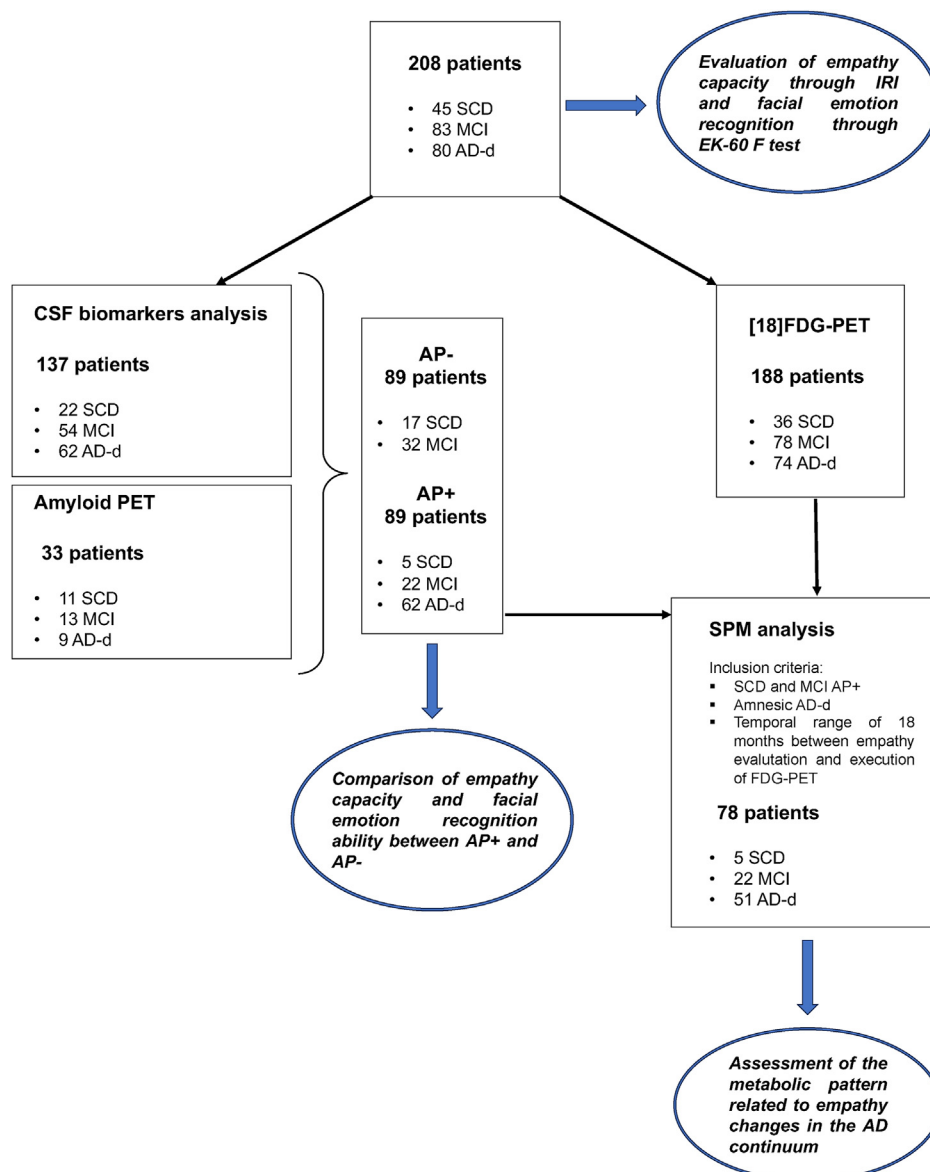 208 patients
• 45 SCD
• 83 MCI
• 80 AD-d
Evaluation of empathy
capacity through IRI
and facial emotion
recognition through
EK-60 F test
CSF biomarkers analysis
137 patients
• 22 SCD
• 54 MCI
• 62 AD-d
Amyloid PET
33 patients
• 11 SCD
• 13 MCI
• 9 AD-d
AP-
89 patients
• 17 SCD
• 32 MCI
AP+
89 patients
• 5 SCD
• 22 MCI
• 62 AD-d
[18]FDG-PET
188 patients
• 36 SCD
• 78 MCI
• 74 AD-d
Comparison of empathy
capacity and facial
emotion recognition
ability between AP+ and
AP-
SPM analysis
Inclusion criteria:
▪ SCD and MCI AP+
▪ Amnesic AD-d
▪ Temporal range of 18
months between empathy
evalutation and execution
of FDG-PET
78 patients
• 5 SCD
• 22 MCI
• 51 AD-d
Assessment of the
metabolic pattern
related to empathy
changes in the AD
continuum